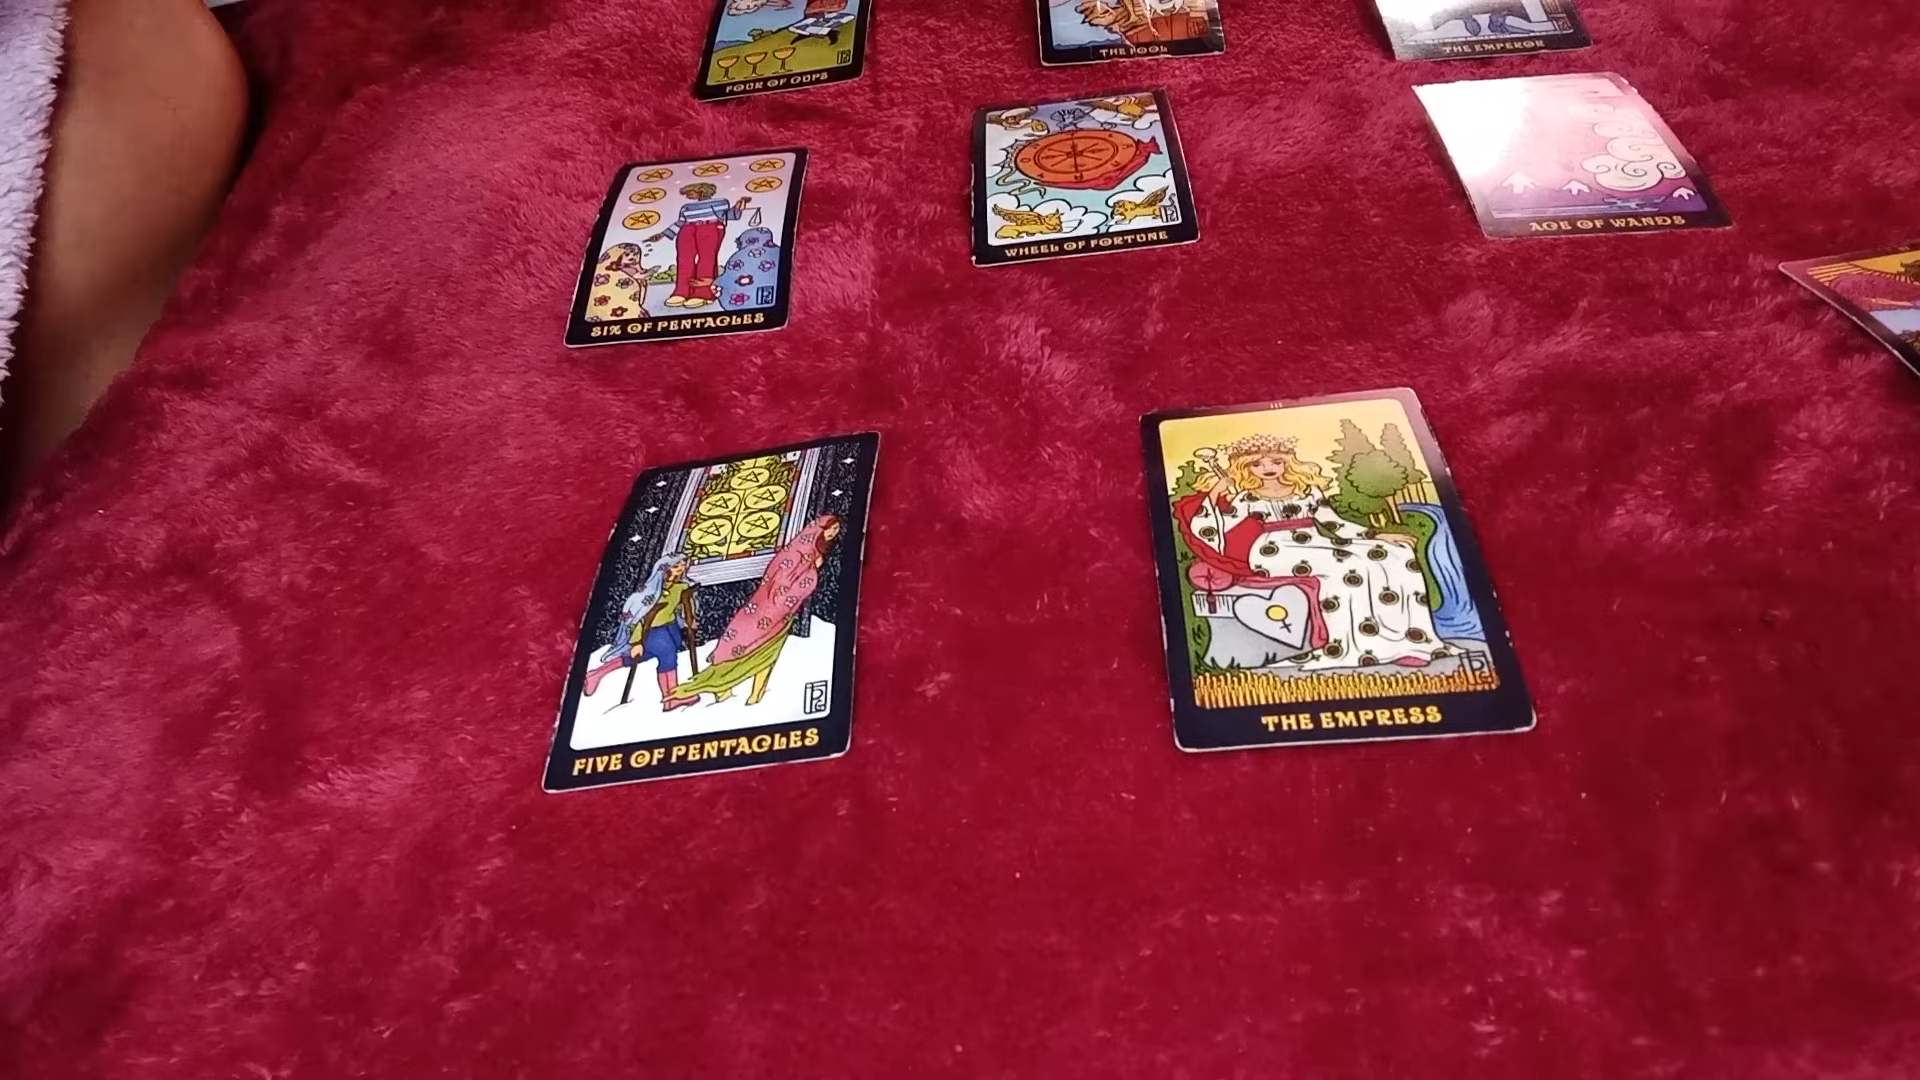 FOUR OF CUPS
THE FOOL
THE EMPEROR
SIX OF PENTACLES
WHEEL OF FORTUNE
ACE OF WANDS
FIVE OF PENTACLES
III
THE EMPRESS